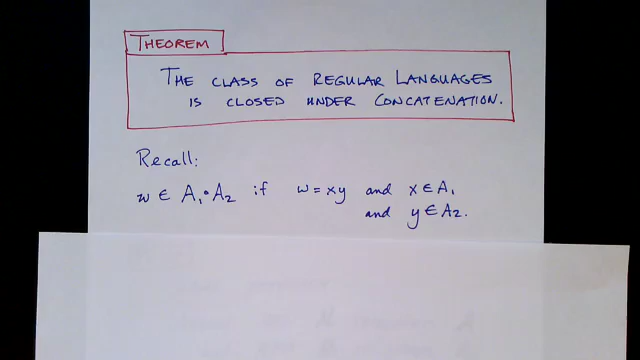 THEOREM
THE CLASS OF REGULAR LANGUAGES
IS CLOSED UNDER CONCATENATION.
Recall:
w ∈ A₁∘A₂ if w = xy and x ∈ A₁
and y ∈ A₂.